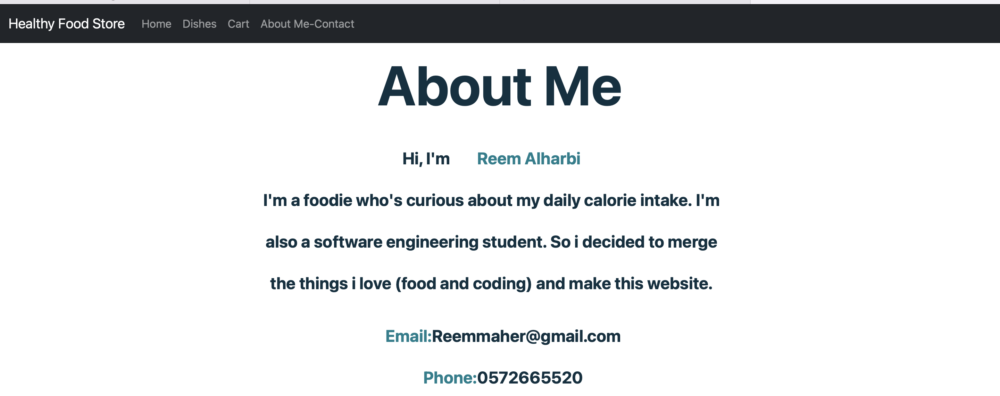 Healthy Food Store Home Dishes Cart About Me-Contact
About Me
Hi, I'm Reem Alharbi
I'm a foodie who's curious about my daily calorie intake. I'm
also a software engineering student. So i decided to merge
the things i love (food and coding) and make this website.
Email:Reemmaher@gmail.com
Phone:0572665520